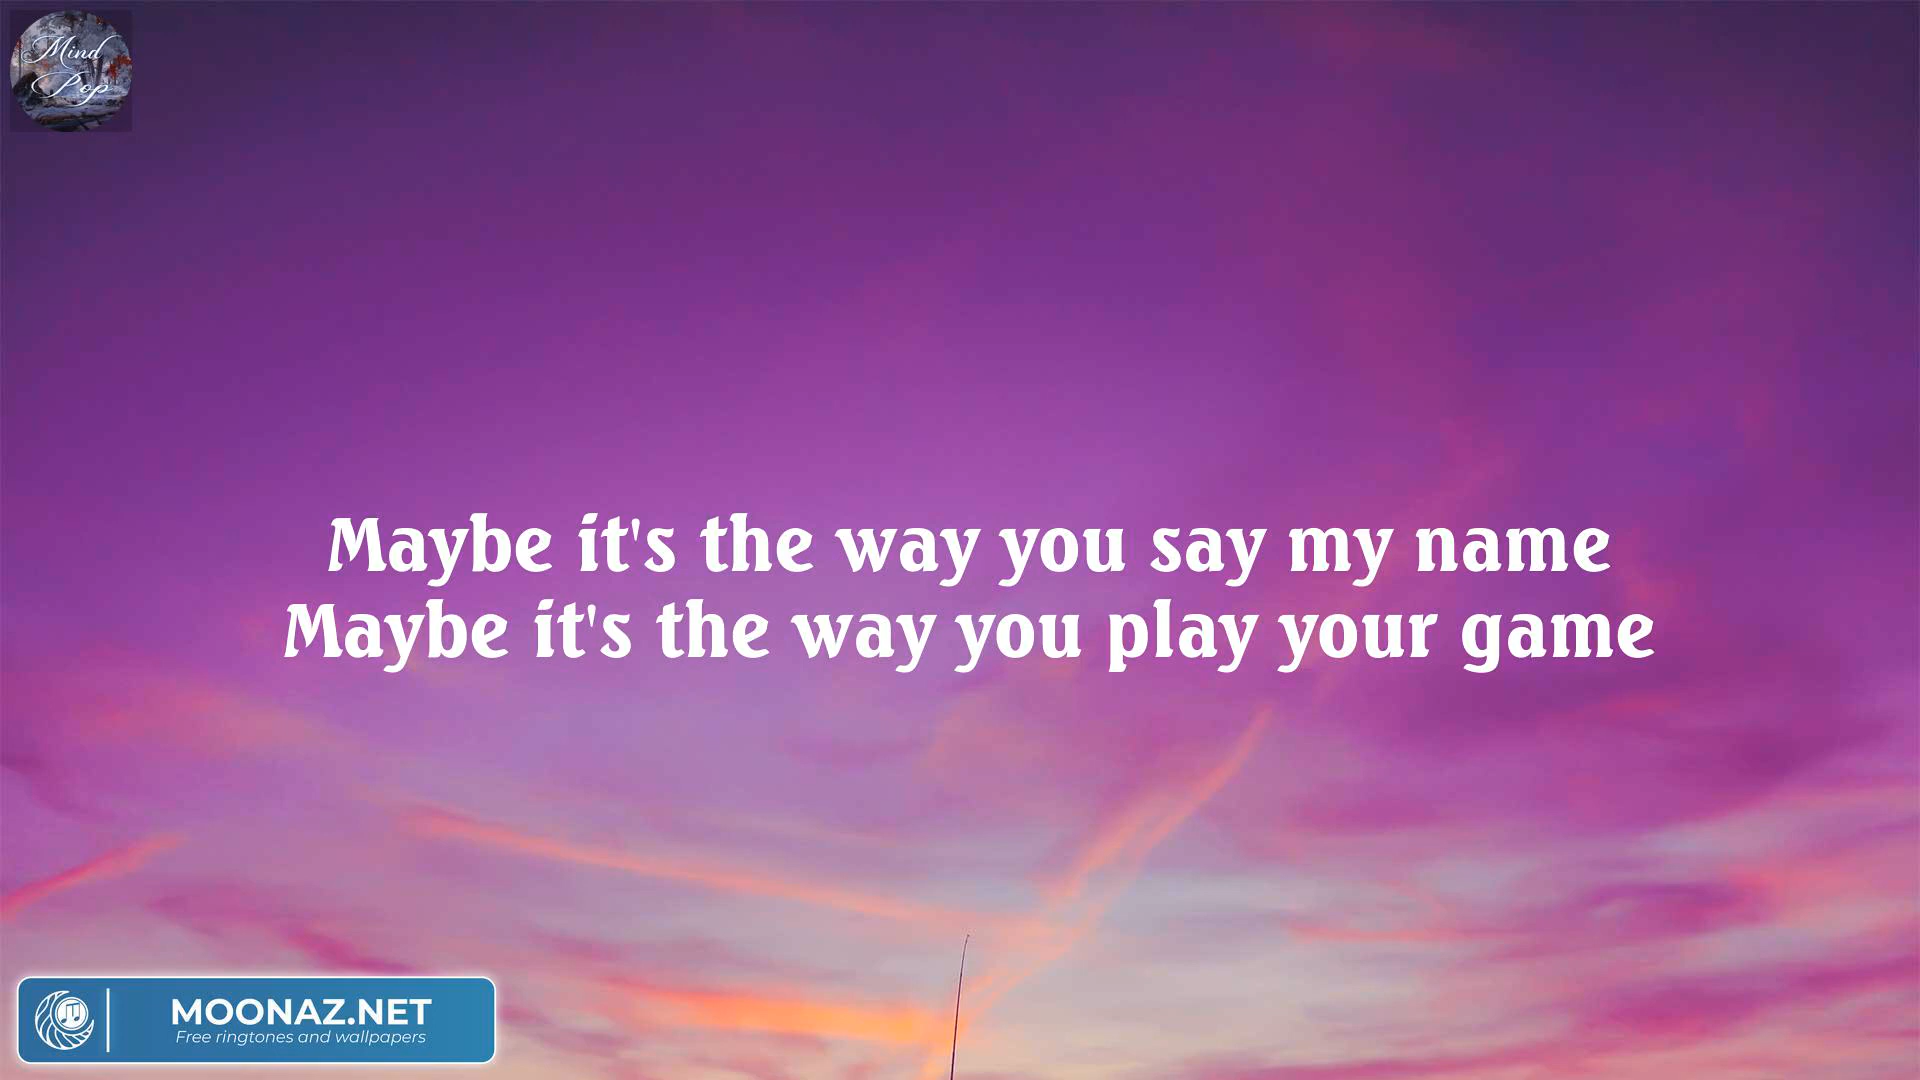 Mind
Pop
Maybe it's the way you say my name
Maybe it's the way you play your game
MOONAZ.NET
Free ringtones and wallpapers